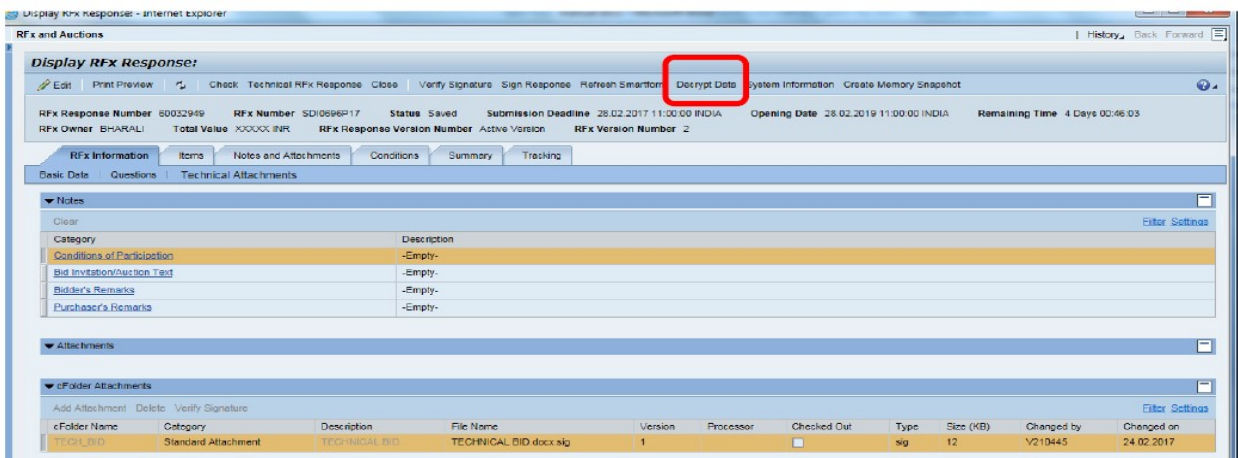 Display RFx Response: - Internet Explorer
RFx and Auctions | History Back Forward
Display RFx Response:
Edit | Print Preview | Check Technical RFx Response Close | Verify Signature Sign Response Refresh Smartform Decrypt Data System Information Create Memory Snapshot
RFx Response Number 60032949 RFx Number SDI0696P17 Status Saved Submission Deadline 28.02.2017 11:00:00 INDIA Opening Date 28.02.2019 11:00:00 INDIA Remaining Time 4 Days 00:46:03
RFx Owner BHARALI Total Value XXXXX INR RFx Response Version Number Active Version RFx Version Number 2
RFx Information Items Notes and Attachments Conditions Summary Tracking
Basic Data | Questions | Technical Attachments
Notes
Clear Filter Settings
Category Description
Conditions of Participation -Empty-
Bid Invitation/Auction Text -Empty-
Bidder's Remarks -Empty-
Purchaser's Remarks -Empty-
Attachments
cFolder Attachments
Add Attachment Delete Verify Signature Filter Settings
cFolder Name Category Description File Name Version Processor Checked Out Type Size (KB) Changed by Changed on
TECH_BID Standard Attachment TECHNICAL BID TECHNICAL BID.docx.sig 1 sig 12 V210445 24.02.2017